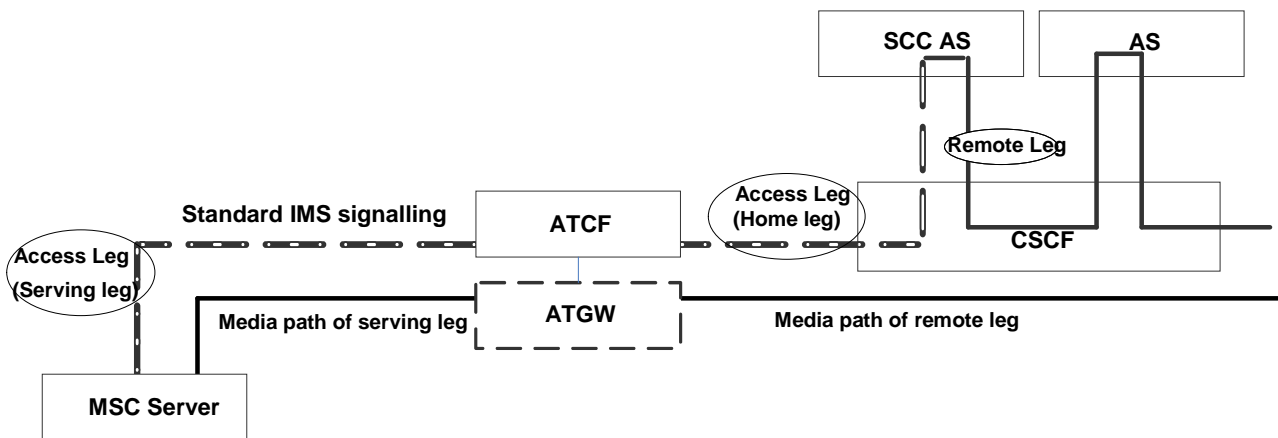 SCC AS
AS
Remote Leg
Access Leg
(Home leg)
Standard IMS signalling
ATCF
CSCF
Access Leg
(Serving leg)
ATGW
Media path of serving leg
Media path of remote leg
MSC Server